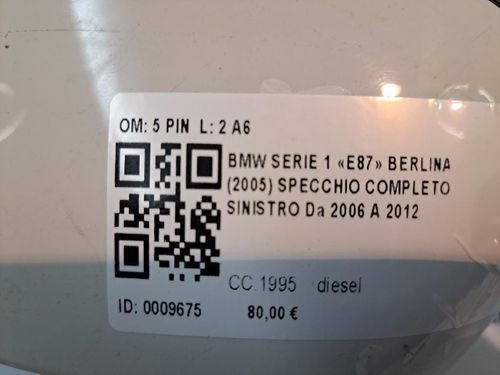 OM: 5 PIN L: 2 A6
BMW SERIE 1 «E87» BERLINA
(2005) SPECCHIO COMPLETO
SINISTRO Da 2006 A 2012
CC.1995 diesel
ID: 0009675 80,00 €